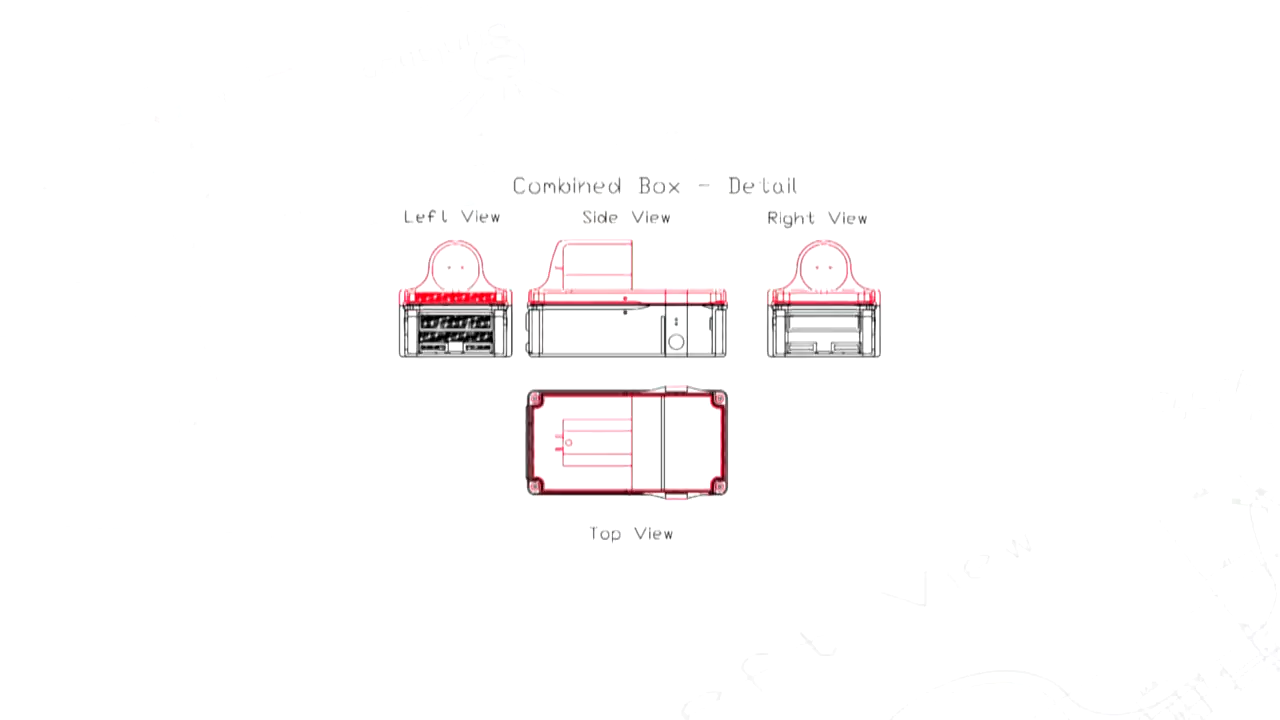 Combined Box - Detail
Left View
Side View
Right View
Top View